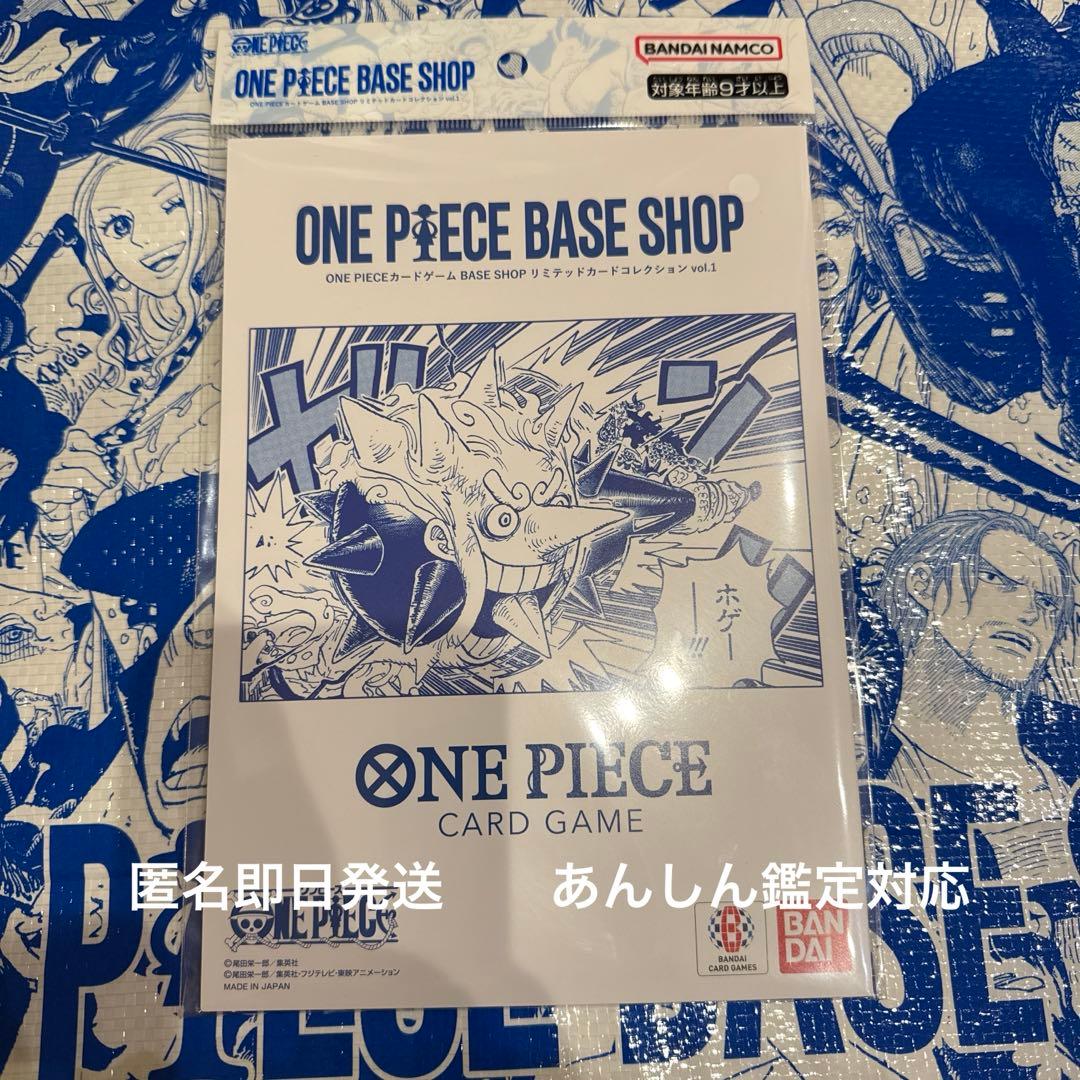 ONE PIECE
ONE PIECE BASE SHOP
ONE PIECEカードゲーム BASE SHOP リミテッドカードコレクション vol.1
BANDAI NAMCO
対象年齢9才以上
ONE PIECE BASE SHOP
ONE PIECEカードゲーム BASE SHOP リミテッドカードコレクション vol.1
ホゲー
──!!
ONE PIECE
CARD GAME
匿名即日発送 あんしん鑑定対応
ONE PIECE
©尾田栄一郎/集英社
©尾田栄一郎/集英社・フジテレビ・東映アニメーション
MADE IN JAPAN
B
BANDAI
CARD GAMES
BAN
DAI